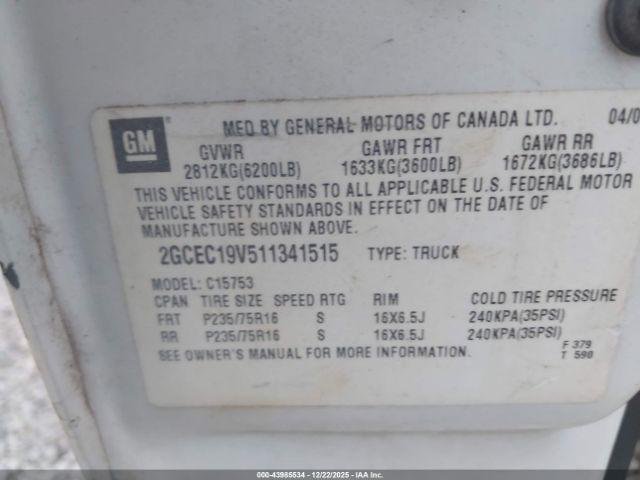 GM
MFD BY GENERAL MOTORS OF CANADA LTD. 04/0
GVWR GAWR FRT GAWR RR
2812KG(6200LB) 1633KG(3600LB) 1672KG(3686LB)
THIS VEHICLE CONFORMS TO ALL APPLICABLE U.S. FEDERAL MOTOR
VEHICLE SAFETY STANDARDS IN EFFECT ON THE DATE OF
MANUFACTURE SHOWN ABOVE.
2GCEC19V511341515 TYPE: TRUCK
MODEL: C15753
CPAN TIRE SIZE SPEED RTG RIM COLD TIRE PRESSURE
FRT P235/75R16 S 16X6.5J 240KPA(35PSI)
RR P235/75R16 S 16X6.5J 240KPA(35PSI)
SEE OWNER'S MANUAL FOR MORE INFORMATION.
F 379
T 590
000-43985534 - 12/22/2025 - IAAI.COM